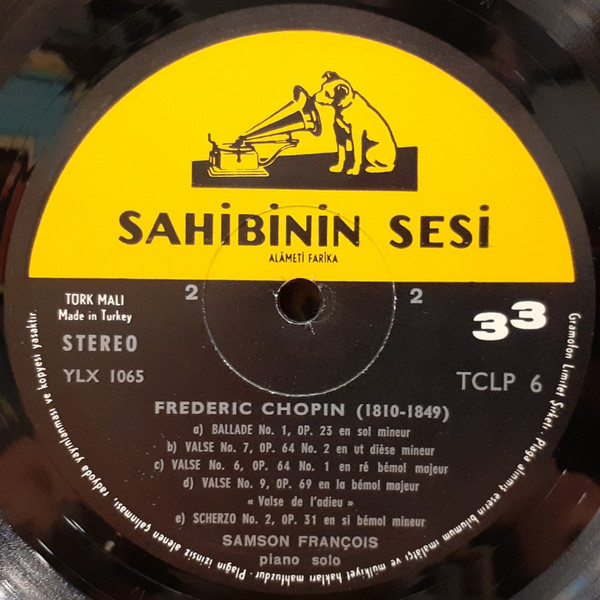 SAHİBİNİN SESİ
ALÂMETİ FARİKA
TÜRK MALI
Made in Turkey
2
2
33
STEREO
YLX 1065
TCLP 6
FREDERIC CHOPIN (1810-1849)
a) BALLADE No. 1, OP. 23 en sol mineur
b) VALSE No. 7, OP. 64 No. 2 en ut dièse mineur
c) VALSE No. 6, OP. 64 No. 1 en ré bémol majeur
d) VALSE No. 9, OP. 69 en la bémol majeur
« Valse de l'adieu »
e) SCHERZO No. 2, OP. 31 en si bémol mineur
SAMSON FRANÇOIS
piano solo
Gramofon Limitet Şirketi · Plağa alınmış eserin bilumum imalâtçı ve mülkiyet hakları mahfuzdur · Plağın izinsiz alenen çalınması, radyoda yayınlanması ve kopyesi yasaktır.